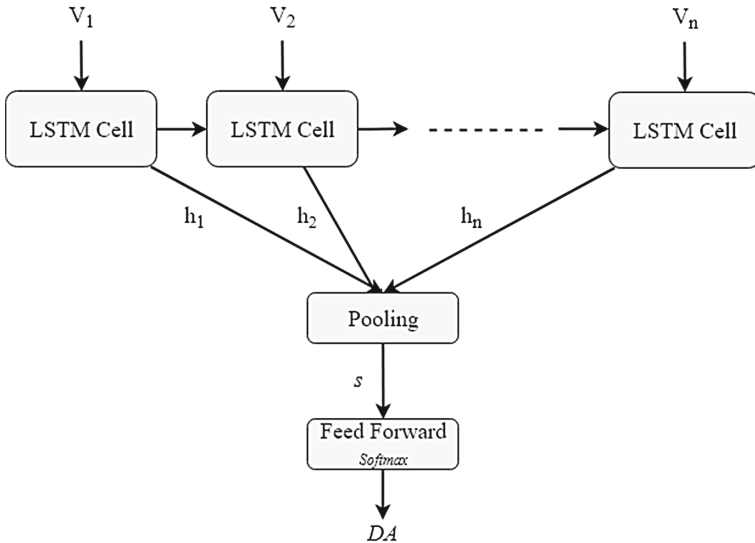 V1 V2 Vn
LSTM Cell LSTM Cell LSTM Cell
h1 h2 hn
Pooling
s
Feed Forward
Softmax
DA